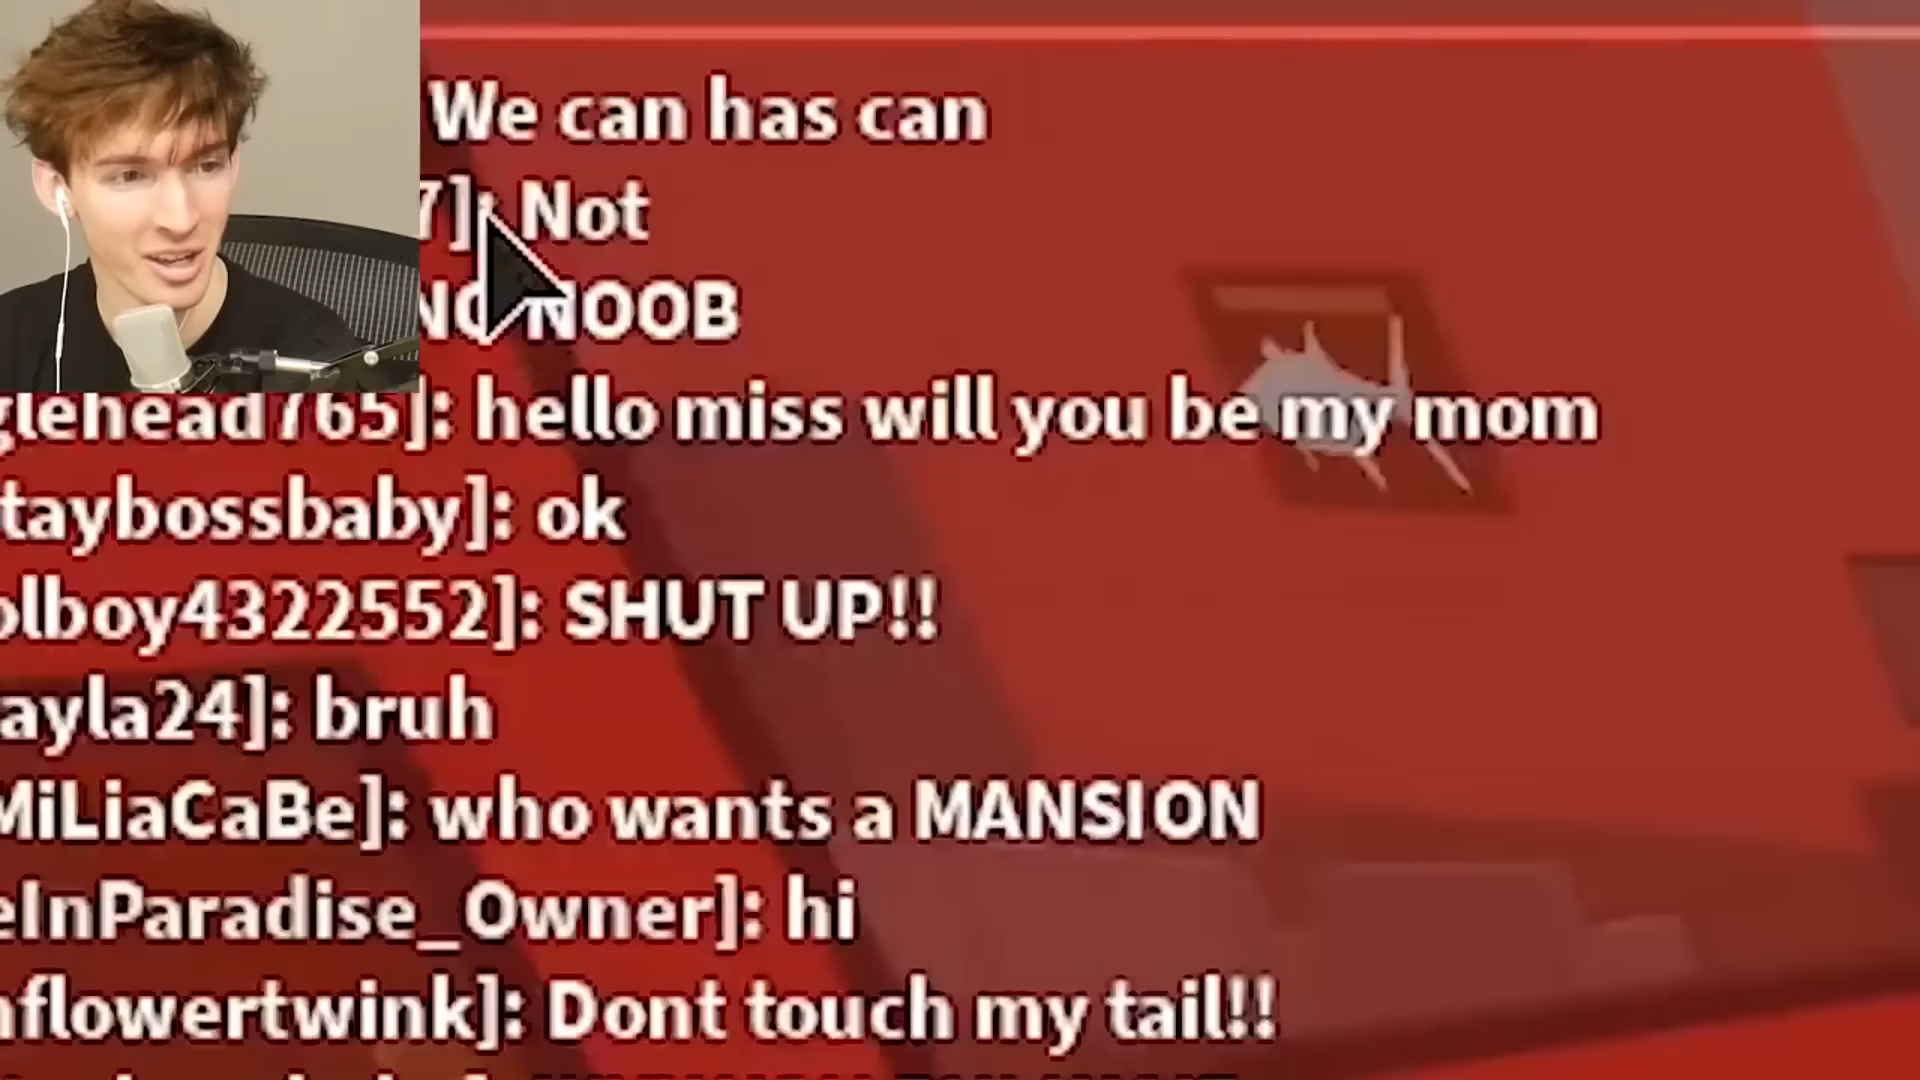 We can has can
7]: Not
NOOB
glehead765]: hello miss will you be my mom
taybossbaby]: ok
olboy4322552]: SHUT UP!!
ayla24]: bruh
MiLiaCaBe]: who wants a MANSION
eInParadise_Owner]: hi
nflowertwink]: Dont touch my tail!!